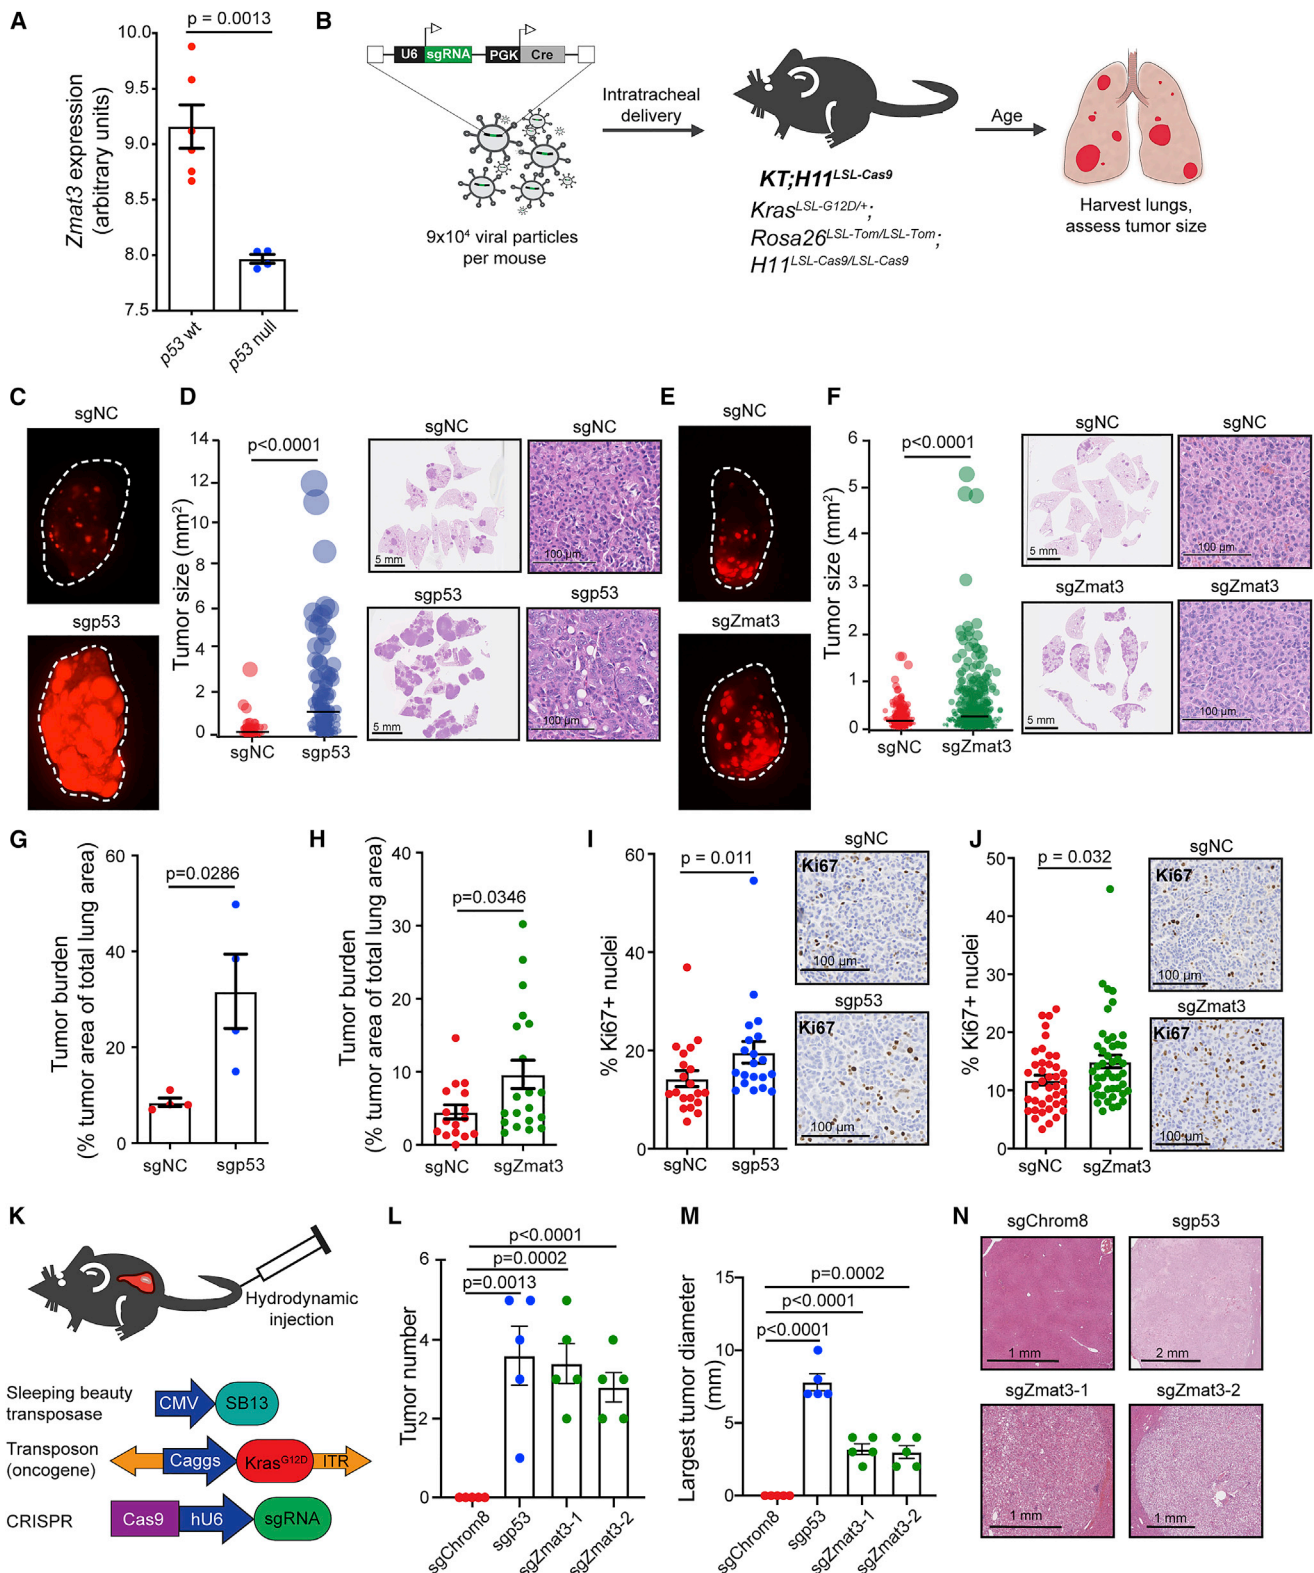 A
p = 0.0013
10.0
9.5
9.0
8.5
8.0
7.5
Zmat3 expression
(arbitrary units)
p53 wt
p53 null
B
U6 sgRNA PGK Cre
9x10⁴ viral particles
per mouse
Intratracheal
delivery
KT;H11^LSL-Cas9
Kras^LSL-G12D/+;
Rosa26^LSL-Tom/LSL-Tom;
H11^LSL-Cas9/LSL-Cas9
Age
Harvest lungs,
assess tumor size
C
sgNC
sgp53
D
14
12
10
8
6
4
2
0
Tumor size (mm²)
p<0.0001
sgNC
sgp53
sgNC
5 mm
sgNC
100 µm
sgp53
5 mm
sgp53
100 µm
E
sgNC
sgZmat3
F
6
5
4
3
2
1
0
Tumor size (mm²)
p<0.0001
sgNC
sgZmat3
sgNC
5 mm
sgNC
100 µm
sgZmat3
5 mm
sgZmat3
100 µm
G
Tumor burden
(% tumor area of total lung area)
60
40
20
0
p=0.0286
sgNC
sgp53
H
Tumor burden
(% tumor area of total lung area)
40
30
20
10
0
p=0.0346
sgNC
sgZmat3
I
% Ki67+ nuclei
60
40
20
0
p = 0.011
sgNC
sgp53
sgNC
Ki67
100 µm
sgp53
Ki67
100 µm
J
% Ki67+ nuclei
50
40
30
20
10
0
p = 0.032
sgNC
sgZmat3
sgNC
Ki67
100 µm
sgZmat3
Ki67
100 µm
K
Hydrodynamic
injection
Sleeping beauty
transposase
CMV SB13
Transposon
(oncogene)
Caggs Kras^G12D ITR
CRISPR
Cas9 hU6 sgRNA
L
Tumor number
6
4
2
0
p<0.0001
p=0.0002
p=0.0013
sgChrom8
sgp53
sgZmat3-1
sgZmat3-2
M
Largest tumor diameter
(mm)
15
10
5
0
p=0.0002
p<0.0001
p<0.0001
sgChrom8
sgp53
sgZmat3-1
sgZmat3-2
N
sgChrom8
1 mm
sgp53
2 mm
sgZmat3-1
1 mm
sgZmat3-2
1 mm